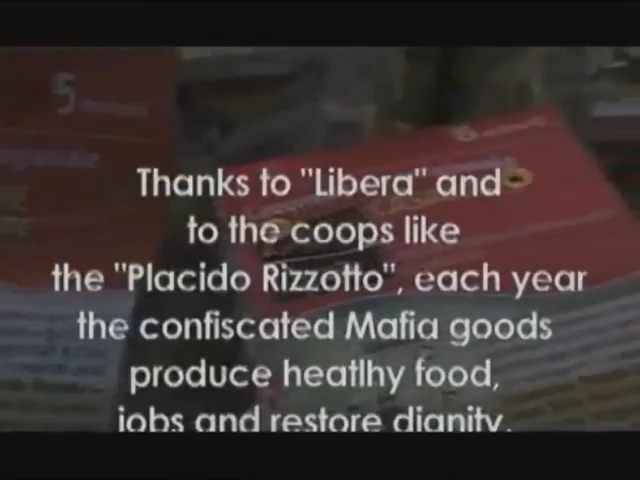 5
Thanks to "Libera" and
to the coops like
the "Placido Rizzotto", each year
the confiscated Mafia goods
produce heatlhy food,
jobs and restore dignity.